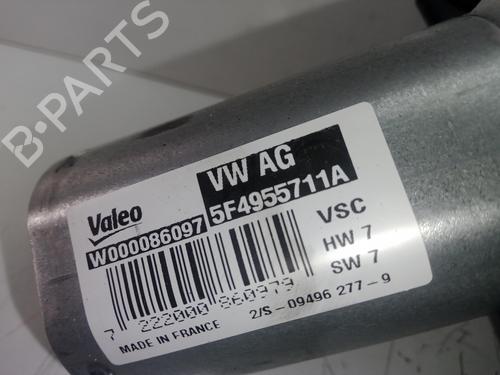 B-PARTS
Valeo
VW AG
W000086097
5F4955711A
VSC
HW 7
SW 7
7 222000 860979
2/S-09496 277-9
MADE IN FRANCE